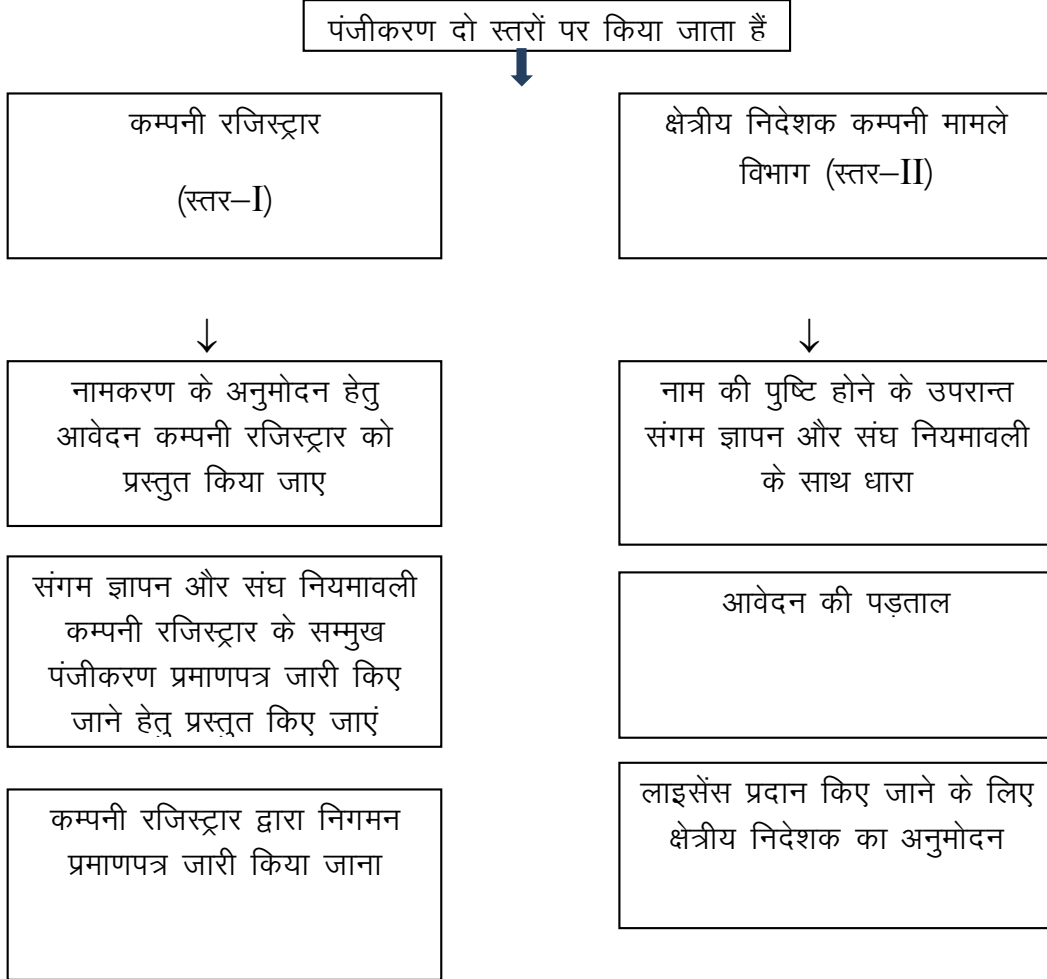 पंजीकरण दो स्तरों पर किया जाता हैं
कम्पनी रजिस्ट्रार
(स्तर–I)
क्षेत्रीय निदेशक कम्पनी मामले
विभाग (स्तर–II)
↓
↓
नामकरण के अनुमोदन हेतु
आवेदन कम्पनी रजिस्ट्रार को
प्रस्तुत किया जाए
नाम की पुष्टि होने के उपरान्त
संगम ज्ञापन और संघ नियमावली
के साथ धारा
संगम ज्ञापन और संघ नियमावली
कम्पनी रजिस्ट्रार के सम्मुख
पंजीकरण प्रमाणपत्र जारी किए
जाने हेतु प्रस्तुत किए जाएं
आवेदन की पड़ताल
कम्पनी रजिस्ट्रार द्वारा निगमन
प्रमाणपत्र जारी किया जाना
लाइसेंस प्रदान किए जाने के लिए
क्षेत्रीय निदेशक का अनुमोदन